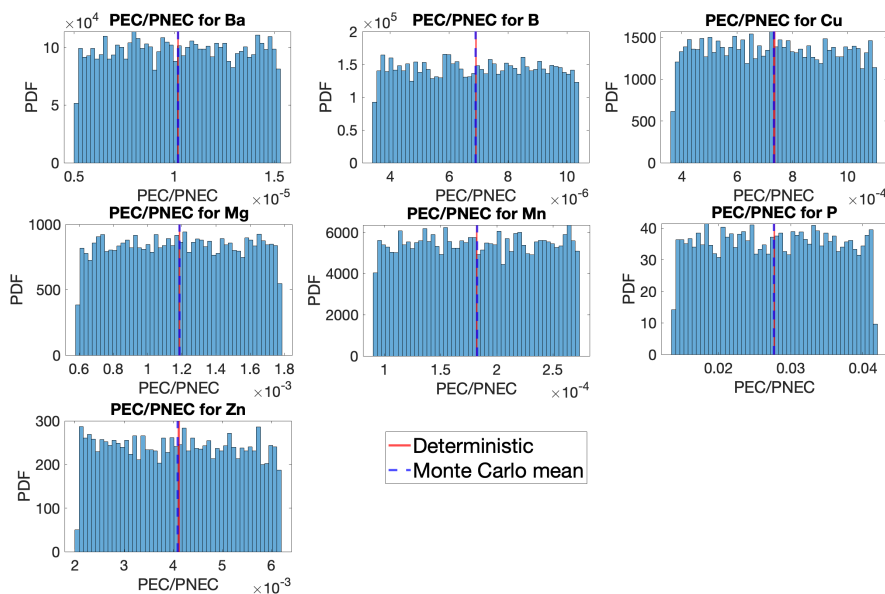 PEC/PNEC for Ba
×10⁴
PDF
10
5
0
0.5
1
1.5
PEC/PNEC
×10⁻⁵
PEC/PNEC for B
×10⁵
PDF
2
1.5
1
0.5
0
4
6
8
10
PEC/PNEC
×10⁻⁶
PEC/PNEC for Cu
PDF
1500
1000
500
0
4
6
8
10
PEC/PNEC
×10⁻⁴
PEC/PNEC for Mg
PDF
1000
500
0
0.6
0.8
1
1.2
1.4
1.6
1.8
PEC/PNEC
×10⁻³
PEC/PNEC for Mn
PDF
6000
4000
2000
0
1
1.5
2
2.5
PEC/PNEC
×10⁻⁴
PEC/PNEC for P
PDF
40
30
20
10
0
0.02
0.03
0.04
PEC/PNEC
PEC/PNEC for Zn
PDF
300
200
100
0
2
3
4
5
6
PEC/PNEC
×10⁻³
Deterministic
Monte Carlo mean